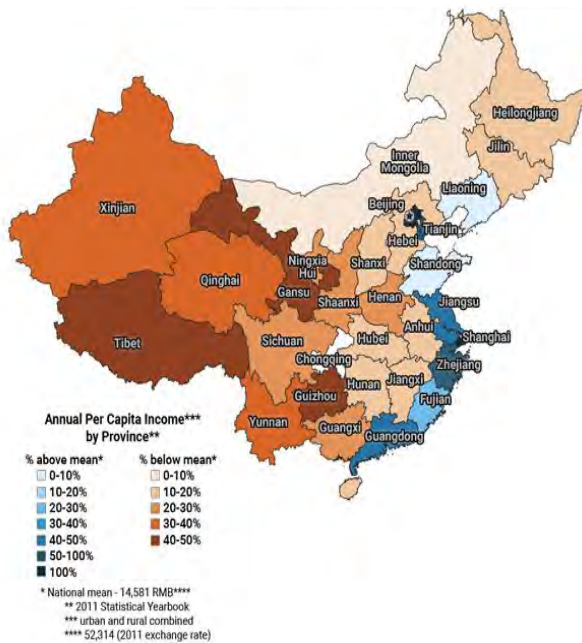 Heilongjiang
Jilin
Inner
Mongolia
Liaoning
Xinjian
Beijing
Tianjin
Hebei
Ningxia
Hui
Shanxi
Shandong
Qinghai
Gansu
Shaanxi
Henan
Jiangsu
Tibet
Sichuan
Hubei
Anhui
Shanghai
Chongqing
Zhejiang
Hunan
Jiangxi
Guizhou
Fujian
Yunnan
Guangxi
Guangdong
Annual Per Capita Income***
by Province**
% above mean* % below mean*
0-10% 0-10%
10-20% 10-20%
20-30% 20-30%
30-40% 30-40%
40-50% 40-50%
50-100%
100%
* National mean - 14,581 RMB****
** 2011 Statistical Yearbook
*** urban and rural combined
**** 52,314 (2011 exchange rate)